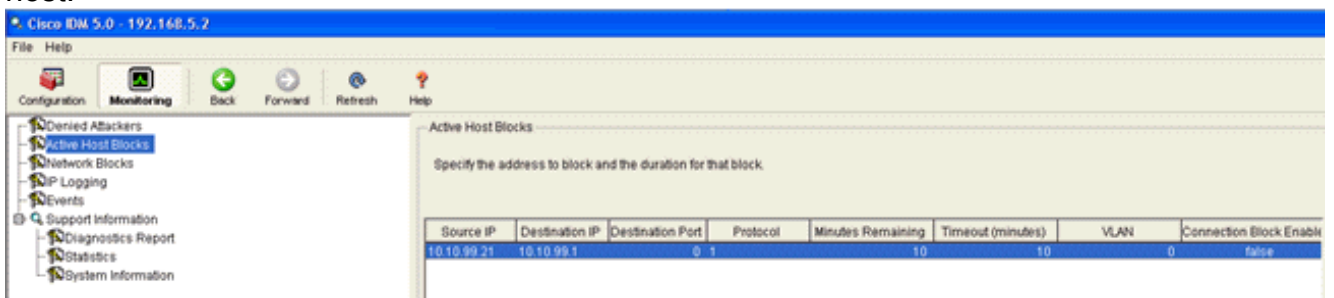 Cisco IDM 5.0 - 192.168.5.2
File Help
Configuration Monitoring Back Forward Refresh Help
Denied Attackers
Active Host Blocks
Network Blocks
IP Logging
Events
Support Information
Diagnostics Report
Statistics
System Information
Active Host Blocks
Specify the address to block and the duration for that block.
Source IP Destination IP Destination Port Protocol Minutes Remaining Timeout (minutes) VLAN Connection Block Enable
10.10.99.21 10.10.99.1 0 1 10 10 0 false